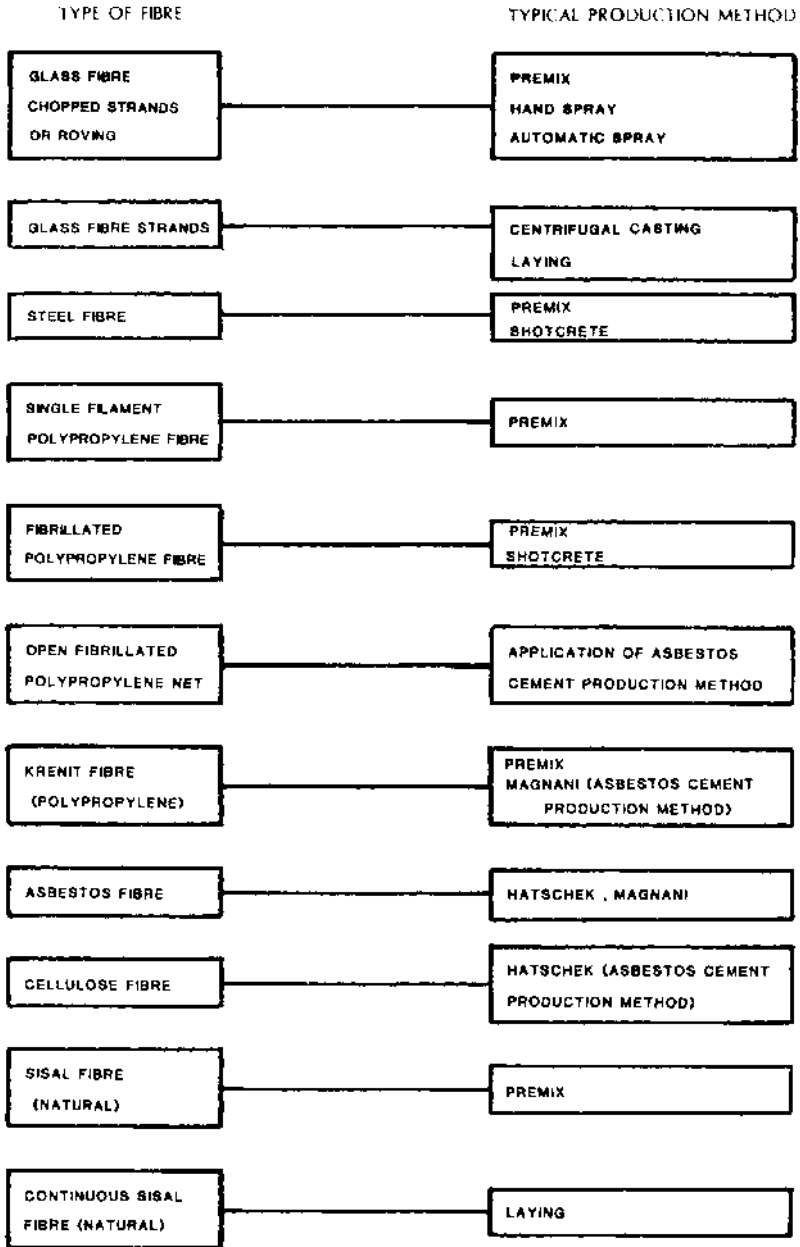 TYPE OF FIBRE
TYPICAL PRODUCTION METHOD
GLASS FIBRE
CHOPPED STRANDS
OR ROVING
PREMIX
HAND SPRAY
AUTOMATIC SPRAY
GLASS FIBRE STRANDS
CENTRIFUGAL CASTING
LAYING
STEEL FIBRE
PREMIX
SHOTCRETE
SINGLE FILAMENT
POLYPROPYLENE FIBRE
PREMIX
FIBRILLATED
POLYPROPYLENE FIBRE
PREMIX
SHOTCRETE
OPEN FIBRILLATED
POLYPROPYLENE NET
APPLICATION OF ASBESTOS
CEMENT PRODUCTION METHOD
KRENIT FIBRE
(POLYPROPYLENE)
PREMIX
MAGNANI (ASBESTOS CEMENT
PRODUCTION METHOD)
ASBESTOS FIBRE
HATSCHEK , MAGNANI
CELLULOSE FIBRE
HATSCHEK (ASBESTOS CEMENT
PRODUCTION METHOD)
SISAL FIBRE
(NATURAL)
PREMIX
CONTINUOUS SISAL
FIBRE (NATURAL)
LAYING